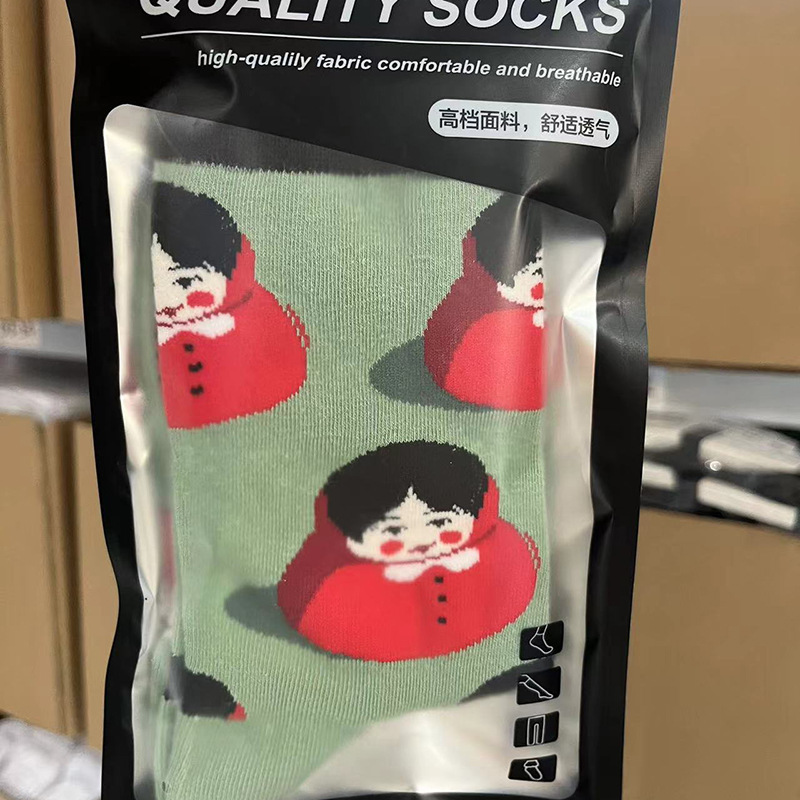 QUALITY SOCKS
high-qualily fabric comfortable and breathable
高档面料，舒适透气